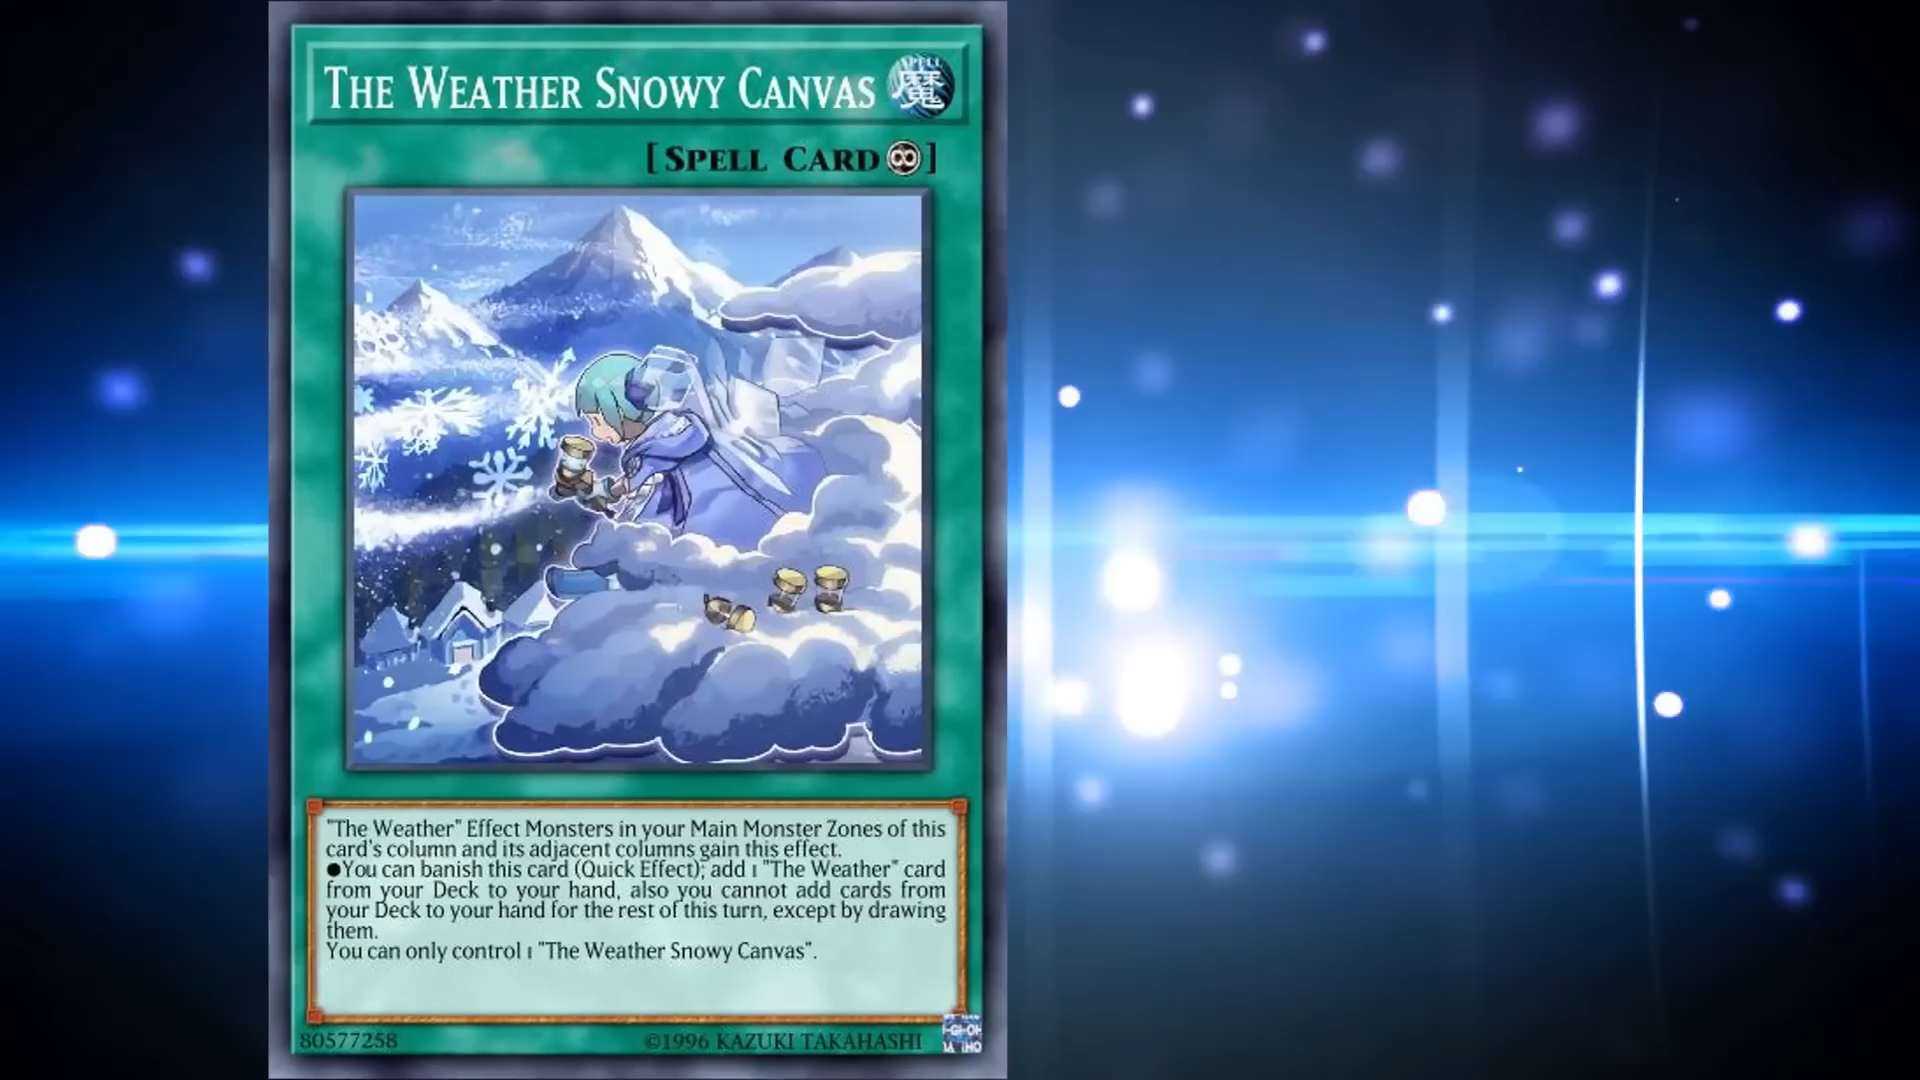 THE WEATHER SNOWY CANVAS
SPELL
魔
[SPELL CARD]
"The Weather" Effect Monsters in your Main Monster Zones of this
card's column and its adjacent columns gain this effect.
●You can banish this card (Quick Effect); add 1 "The Weather" card
from your Deck to your hand, also you cannot add cards from
your Deck to your hand for the rest of this turn, except by drawing
them.
You can only control 1 "The Weather Snowy Canvas".
80577258
©1996 KAZUKI TAKAHASHI